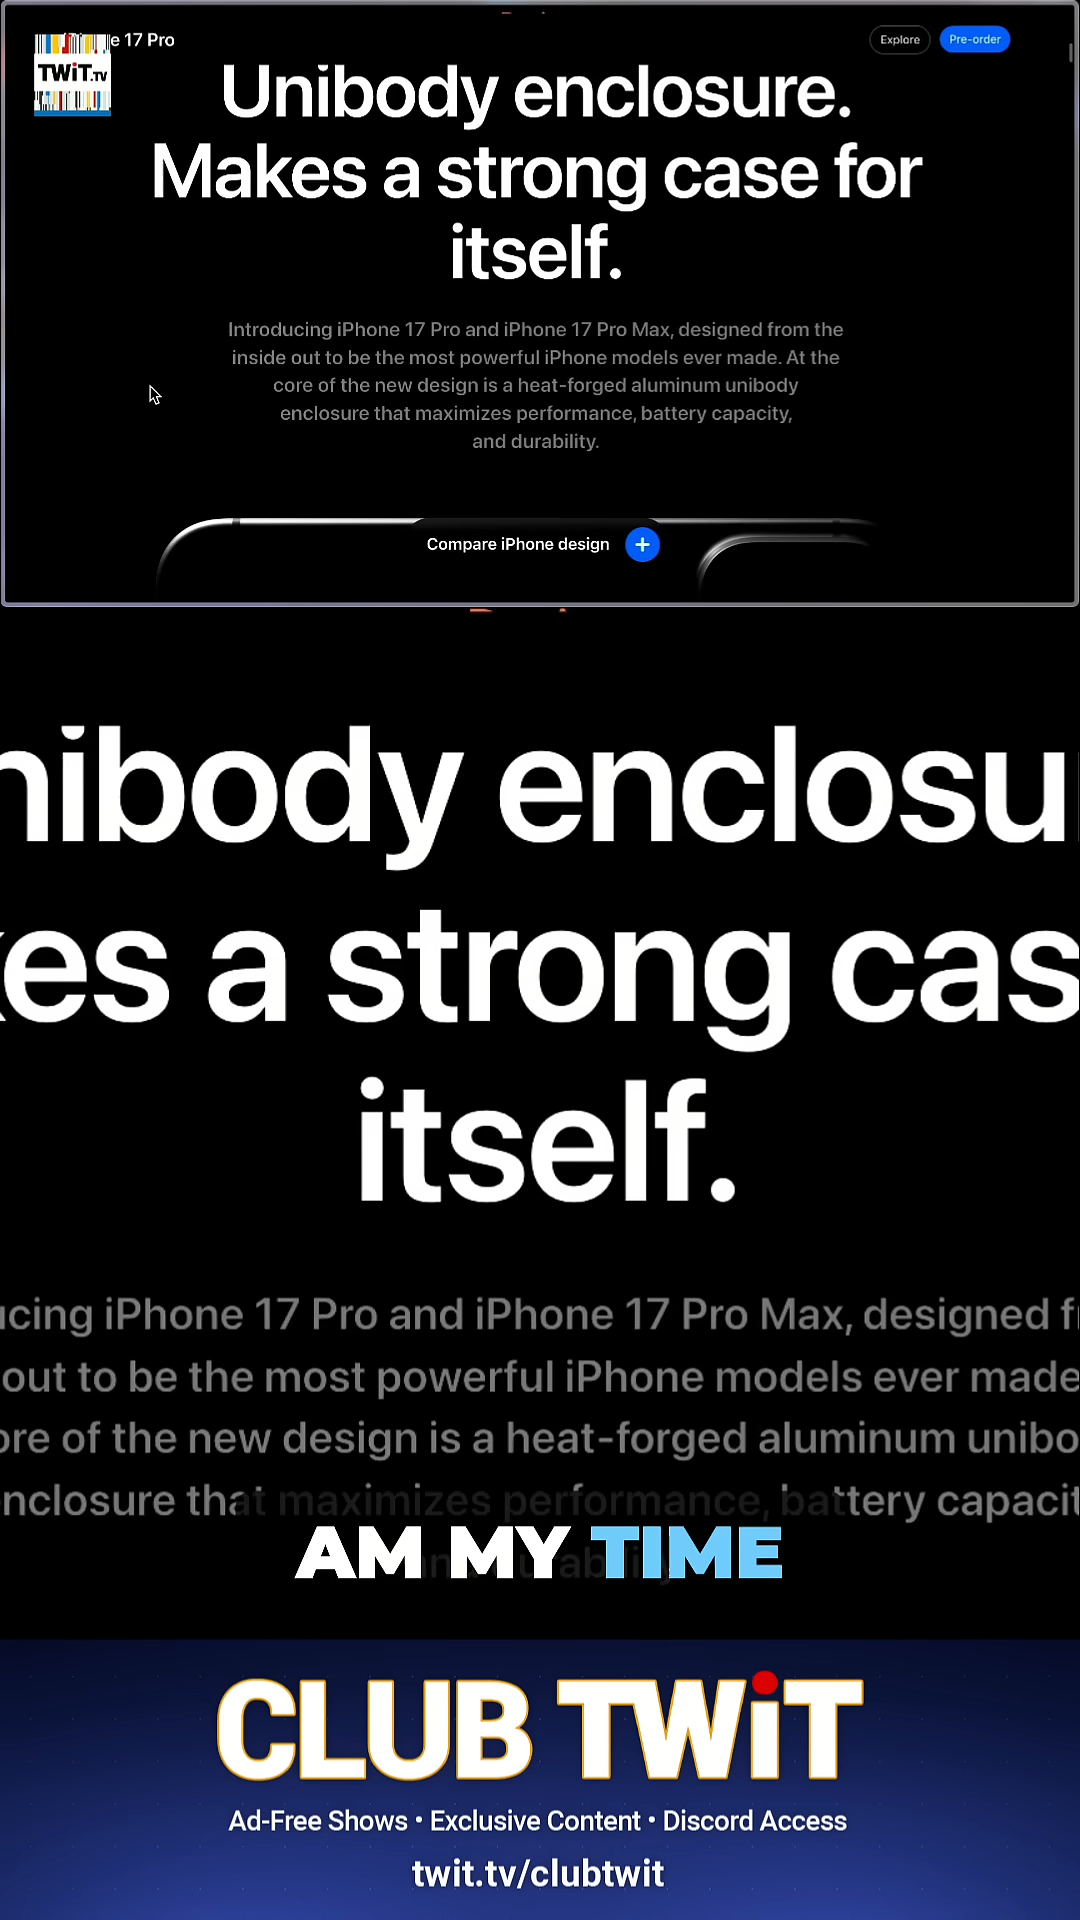 e 17 Pro
Explore
Pre-order
TWiT.tv
Unibody enclosure.
Makes a strong case for
itself.
Introducing iPhone 17 Pro and iPhone 17 Pro Max, designed from the
inside out to be the most powerful iPhone models ever made. At the
core of the new design is a heat-forged aluminum unibody
enclosure that maximizes performance, battery capacity,
and durability.
Compare iPhone design
nibody enclosu
kes a strong cas
itself.
ucing iPhone 17 Pro and iPhone 17 Pro Max, designed f
out to be the most powerful iPhone models ever made
ore of the new design is a heat-forged aluminum unibo
enclosure that maximizes performance, battery capacit
AM MY TIME
CLUB TWiT
Ad-Free Shows • Exclusive Content • Discord Access
twit.tv/clubtwit